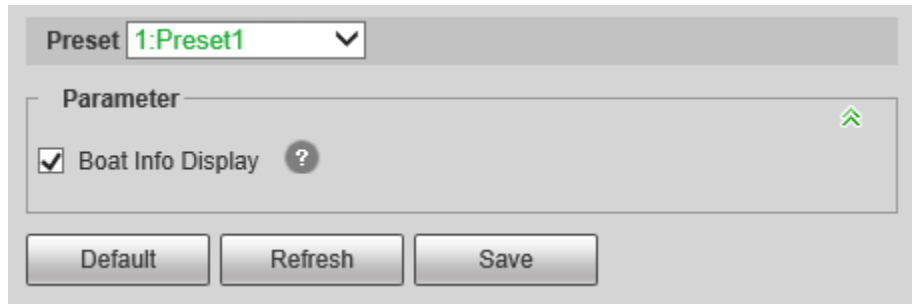 Preset 1:Preset1
Parameter
Boat Info Display ?
Default Refresh Save